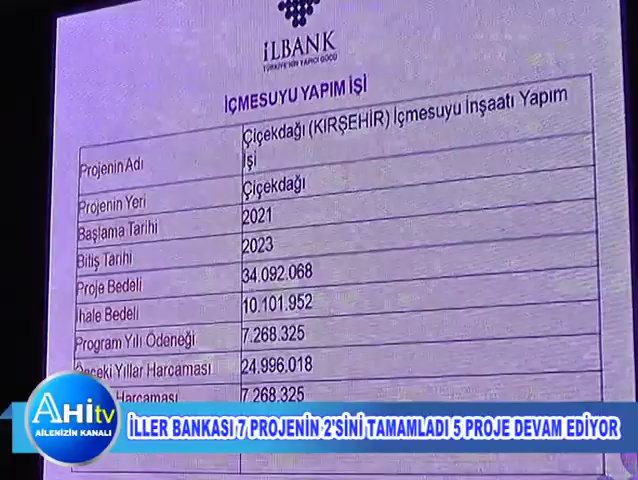 İLBANK
TÜRKİYE'NİN YAPICI GÜCÜ
İÇMESUYU YAPIM İŞİ
Projenin Adı
Çiçekdağı (KIRŞEHİR) İçmesuyu İnşaatı Yapım
İşi
Projenin Yeri
Çiçekdağı
Başlama Tarihi
2021
Bitiş Tarihi
2023
Proje Bedeli
34.092.068
İhale Bedeli
10.101.952
Program Yılı Ödeneği
7.268.325
Önceki Yıllar Harcaması
24.996.018
Harcaması
7.268.325
AHi tv
AİLENİZİN KANALI
İLLER BANKASI 7 PROJENİN 2'SİNİ TAMAMLADI 5 PROJE DEVAM EDİYOR